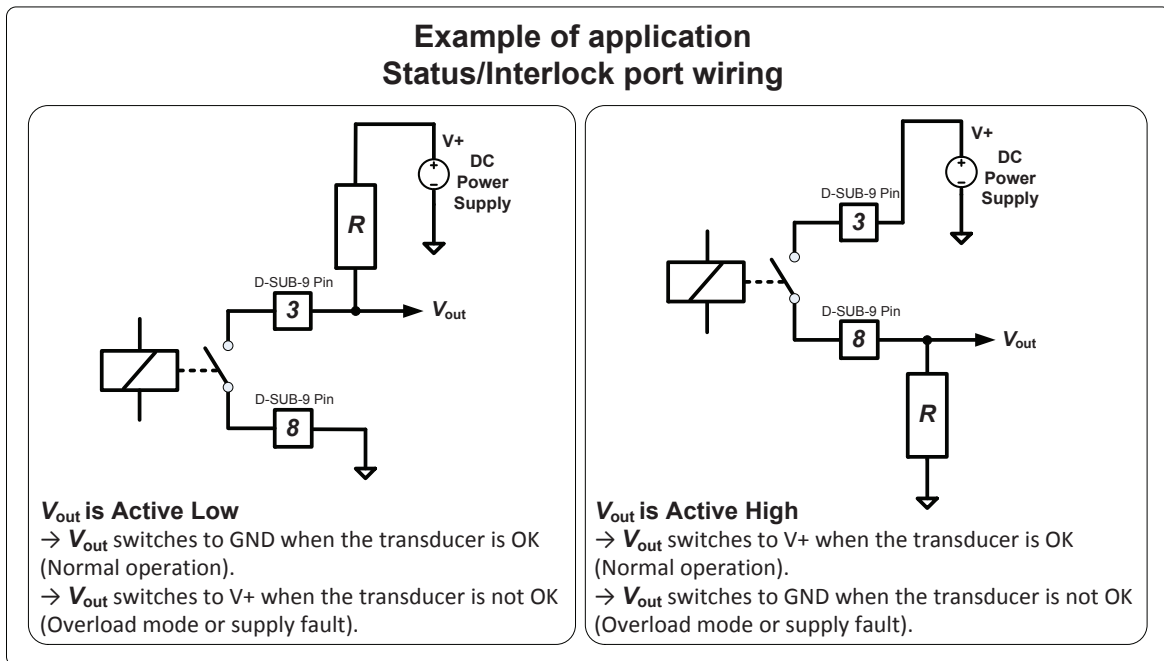 Example of application
Status/Interlock port wiring
V+
DC
Power
Supply
R
D-SUB-9 Pin
3
Vout
D-SUB-9 Pin
8
Vout is Active Low
→ Vout switches to GND when the transducer is OK
(Normal operation).
→ Vout switches to V+ when the transducer is not OK
(Overload mode or supply fault).
V+
DC
Power
Supply
D-SUB-9 Pin
3
D-SUB-9 Pin
8
Vout
R
Vout is Active High
→ Vout switches to V+ when the transducer is OK
(Normal operation).
→ Vout switches to GND when the transducer is not OK
(Overload mode or supply fault).